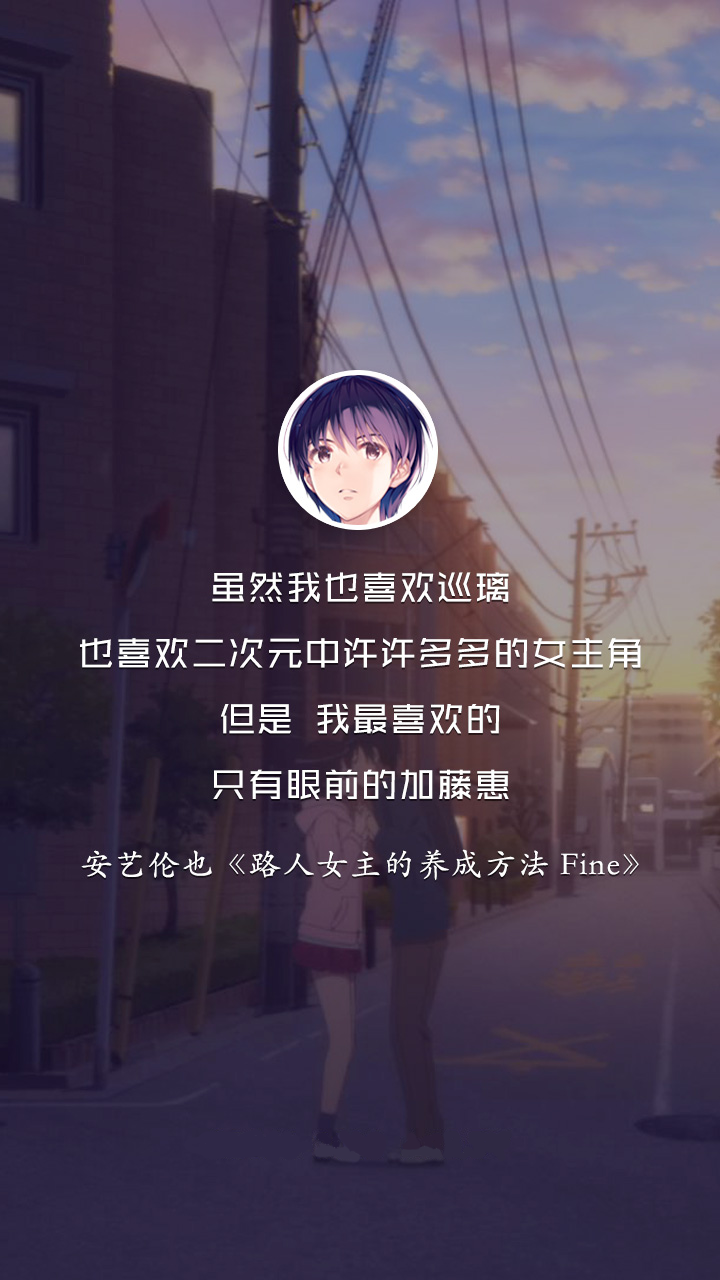 虽然我也喜欢巡璃
也喜欢二次元中许许多多的女主角
但是 我最喜欢的
只有眼前的加藤惠
安艺伦也《路人女主的养成方法 Fine》